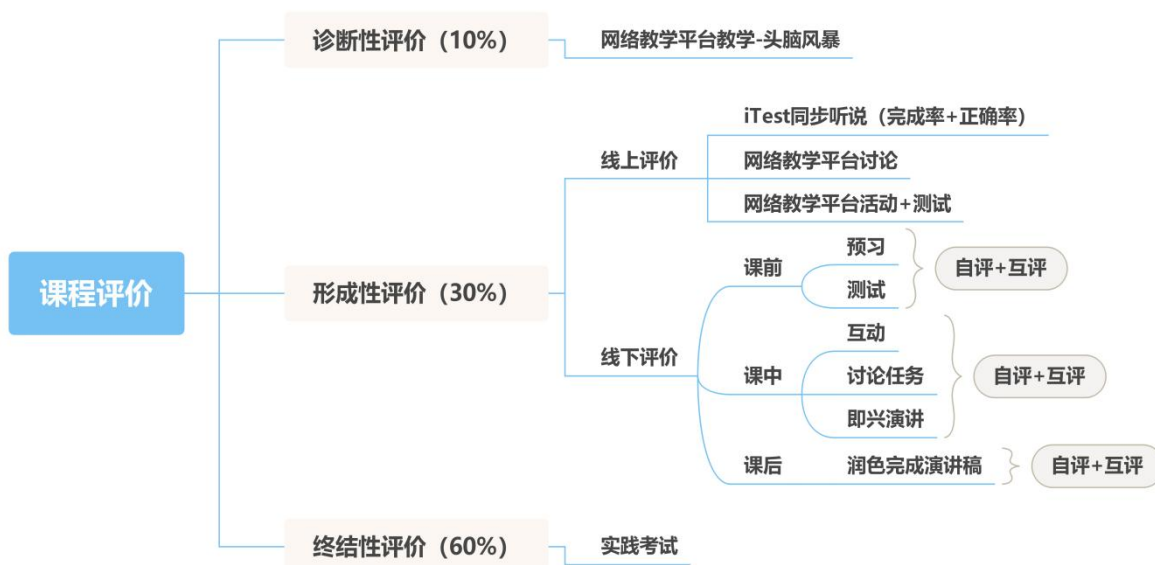 课程评价
诊断性评价（10%）
网络教学平台教学-头脑风暴
形成性评价（30%）
线上评价
iTest同步听说（完成率+正确率）
网络教学平台讨论
网络教学平台活动+测试
线下评价
课前
预习
测试
自评+互评
课中
互动
讨论任务
即兴演讲
自评+互评
课后
润色完成演讲稿
自评+互评
终结性评价（60%）
实践考试